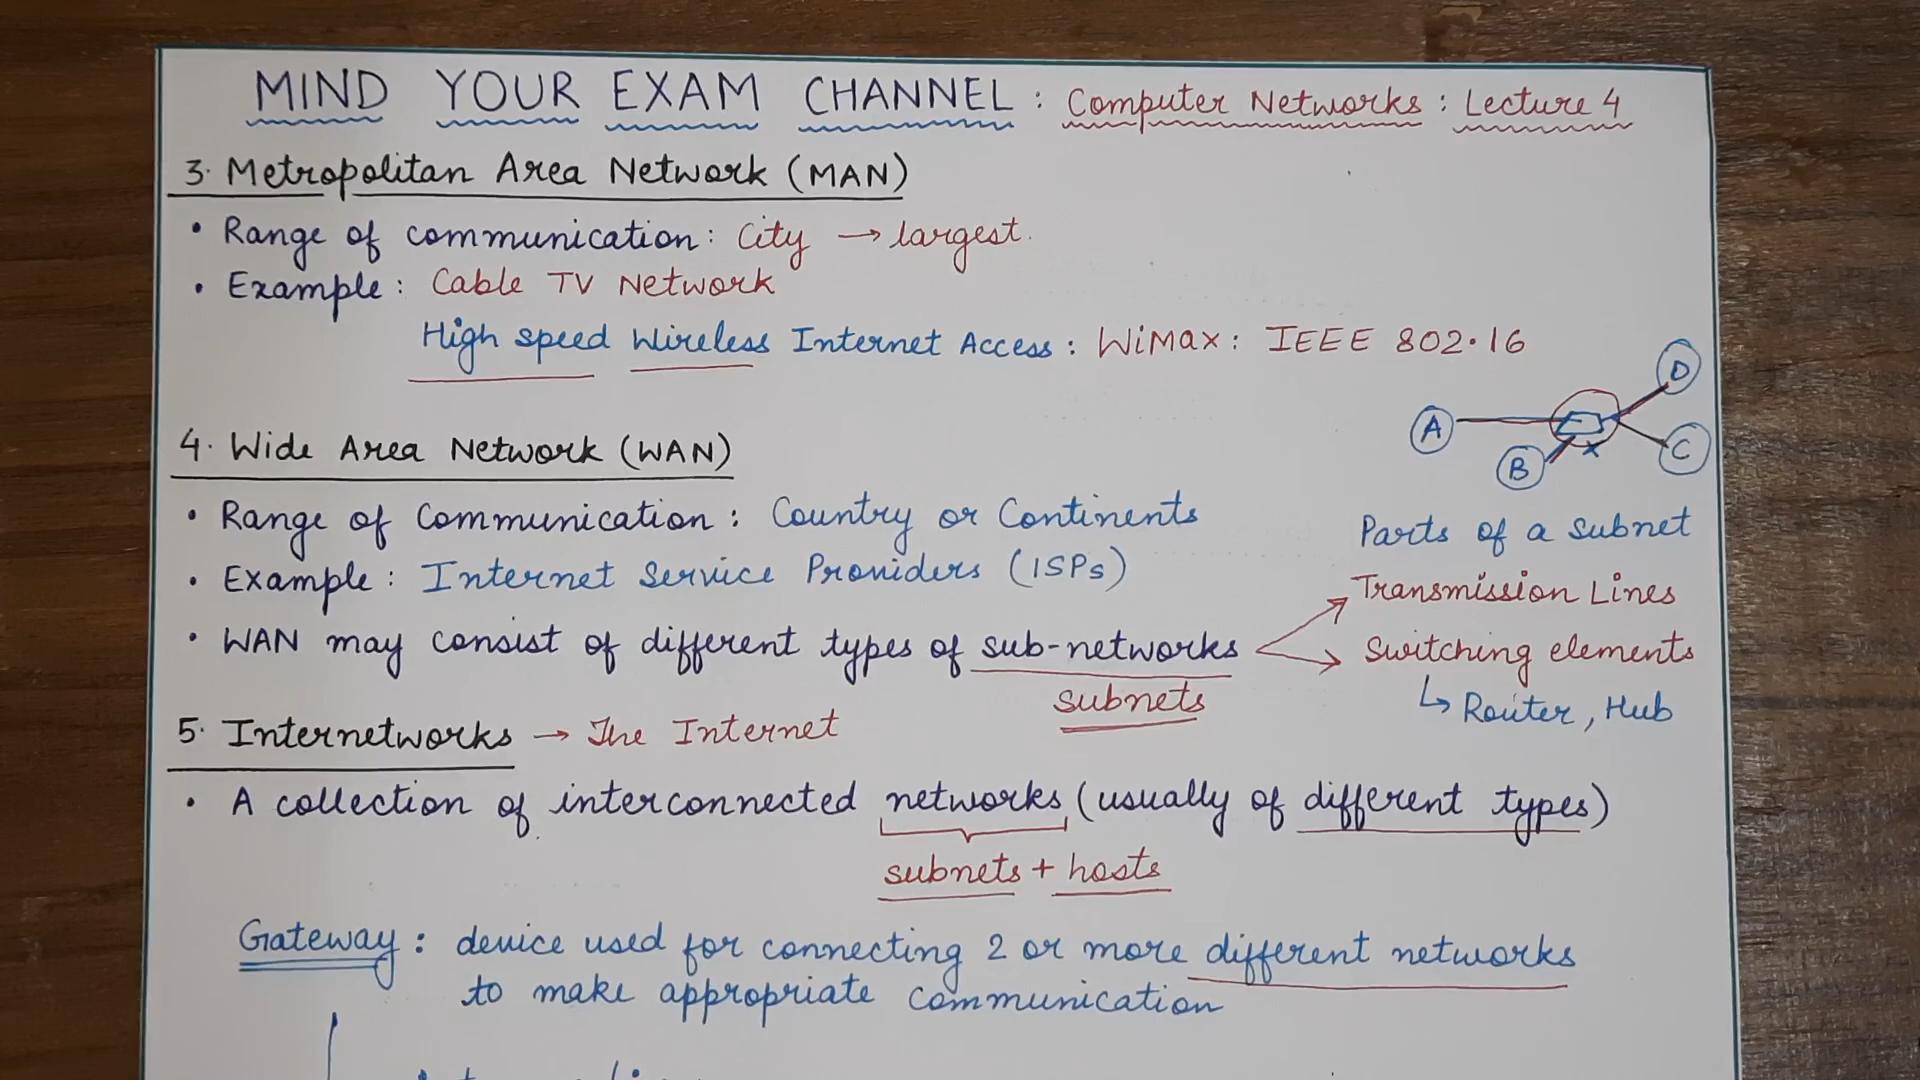 MIND YOUR EXAM CHANNEL : Computer Networks : Lecture 4
3. Metropolitan Area Network (MAN)
• Range of communication: City → largest.
• Example : Cable TV Network
High speed Wireless Internet Access : WiMax : IEEE 802.16
A B X D C
4. Wide Area Network (WAN)
• Range of Communication : Country or Continents
• Example : Internet Service Providers (ISPs)
• WAN may consist of different types of sub-networks
subnets
Parts of a subnet
Transmission Lines
Switching elements
↳ Router, Hub
5. Internetworks → The Internet
• A collection of interconnected networks (usually of different types)
subnets + hosts
Gateway : device used for connecting 2 or more different networks
to make appropriate communication